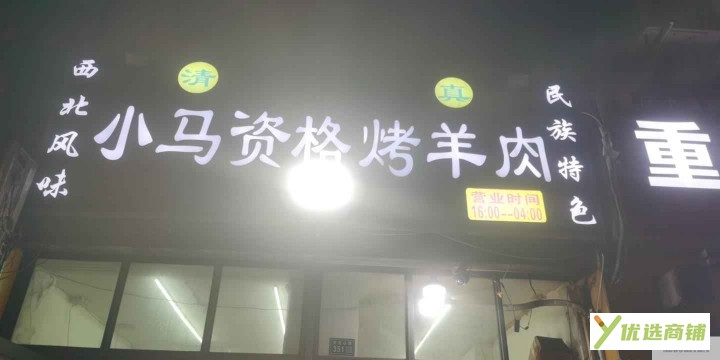 西北风味
清真
小马资格烤羊肉
民族特色
营业时间
16:00--04:00
重
优选商铺